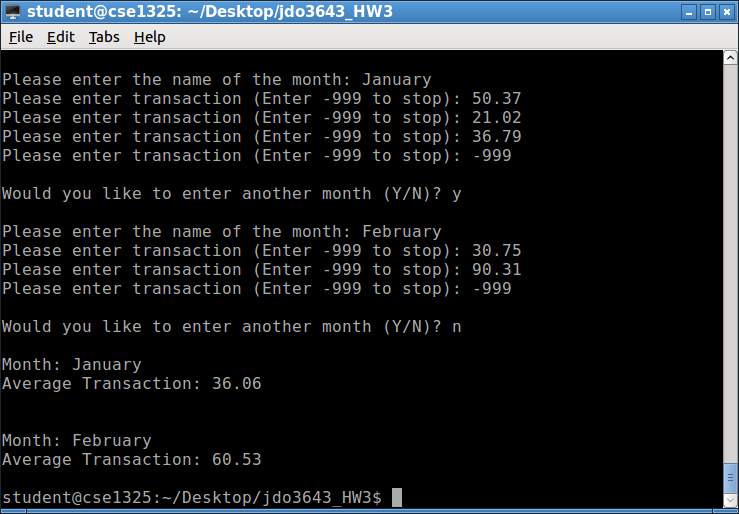 student@cse1325: ~/Desktop/jdo3643_HW3
File Edit Tabs Help
Please enter the name of the month: January
Please enter transaction (Enter -999 to stop): 50.37
Please enter transaction (Enter -999 to stop): 21.02
Please enter transaction (Enter -999 to stop): 36.79
Please enter transaction (Enter -999 to stop): -999
Would you like to enter another month (Y/N)? y
Please enter the name of the month: February
Please enter transaction (Enter -999 to stop): 30.75
Please enter transaction (Enter -999 to stop): 90.31
Please enter transaction (Enter -999 to stop): -999
Would you like to enter another month (Y/N)? n
Month: January
Average Transaction: 36.06
Month: February
Average Transaction: 60.53
student@cse1325:~/Desktop/jdo3643_HW3$